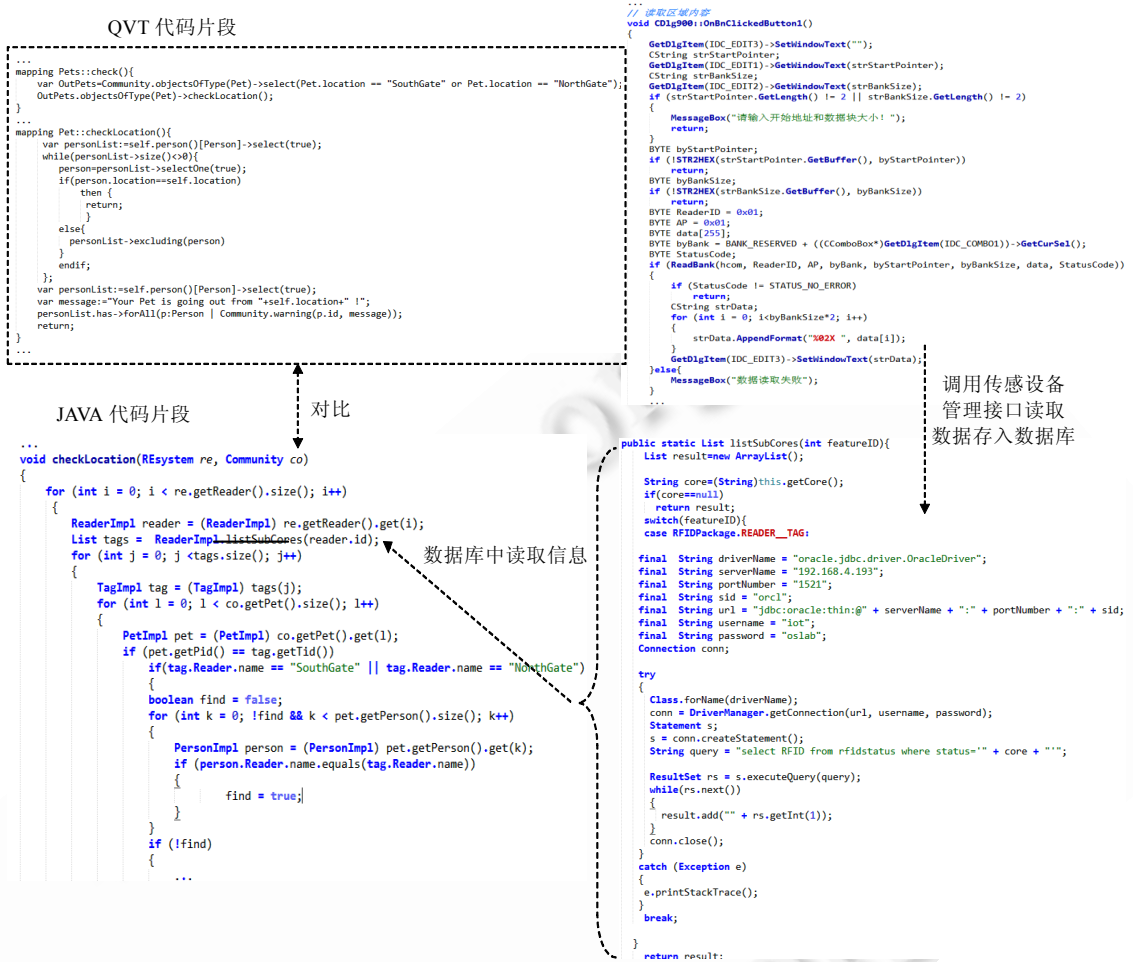 QVT 代码片段
...
mapping Pets::check(){
var OutPets=Community.objectsOfType(Pet)->select(Pet.location == "SouthGate" or Pet.location == "NorthGate");
OutPets.objectsOfType(Pet)->checkLocation();
}
...
mapping Pet::checkLocation(){
var personList:=self.person()[Person]->select(true);
while(personList->size()<>0){
person=personList->selectOne(true);
if(person.location==self.location)
then {
return;
}
else{
personList->excluding(person)
}
endif;
};
var personList:=self.person()[Person]->select(true);
var message:="Your Pet is going out from "+self.location+" !";
personList.has->forAll(p:Person | Community.warning(p.id, message));
return;
}
...
对比
JAVA 代码片段
...
void checkLocation(REsystem re, Community co)
{
for (int i = 0; i < re.getReader().size(); i++)
{
ReaderImpl reader = (ReaderImpl) re.getReader().get(i);
List tags = ReaderImpl.listSubCores(reader.id);
for (int j = 0; j <tags.size(); j++)
{
TagImpl tag = (TagImpl) tags(j);
for (int l = 0; l < co.getPet().size(); l++)
{
PetImpl pet = (PetImpl) co.getPet().get(l);
if (pet.getPid() == tag.getTid())
if(tag.Reader.name == "SouthGate" || tag.Reader.name == "NorthGate")
{
boolean find = false;
for (int k = 0; !find && k < pet.getPerson().size(); k++)
{
PersonImpl person = (PersonImpl) pet.getPerson().get(k);
if (person.Reader.name.equals(tag.Reader.name))
{
find = true;
}
}
if (!find)
{
...
数据库中读取信息
...
// 读取区域内容
void CDlg900::OnBnClickedButton1()
{
GetDlgItem(IDC_EDIT3)->SetWindowText("");
CString strStartPointer;
GetDlgItem(IDC_EDIT1)->GetWindowText(strStartPointer);
CString strBankSize;
GetDlgItem(IDC_EDIT2)->GetWindowText(strBankSize);
if (strStartPointer.GetLength() != 2 || strBankSize.GetLength() != 2)
{
MessageBox("请输入开始地址和数据块大小! ");
return;
}
BYTE byStartPointer;
if (!STR2HEX(strStartPointer.GetBuffer(), byStartPointer))
return;
BYTE byBankSize;
if (!STR2HEX(strBankSize.GetBuffer(), byBankSize))
return;
BYTE ReaderID = 0x01;
BYTE AP = 0x01;
BYTE data[255];
BYTE byBank = BANK_RESERVED + ((CComboBox*)GetDlgItem(IDC_COMBO1))->GetCurSel();
BYTE StatusCode;
if (ReadBank(hcom, ReaderID, AP, byBank, byStartPointer, byBankSize, data, StatusCode))
{
if (StatusCode != STATUS_NO_ERROR)
return;
CString strData;
for (int i = 0; i<byBankSize*2; i++)
{
strData.AppendFormat("%02X ", data[i]);
}
GetDlgItem(IDC_EDIT3)->SetWindowText(strData);
}else{
MessageBox("数据读取失败");
}
...
调用传感设备
管理接口读取
数据存入数据库
public static List listSubCores(int featureID){
List result=new ArrayList();
String core=(String)this.getCore();
if(core==null)
return result;
switch(featureID){
case RFIDPackage.READER__TAG:
final String driverName = "oracle.jdbc.driver.OracleDriver";
final String serverName = "192.168.4.193";
final String portNumber = "1521";
final String sid = "orcl";
final String url = "jdbc:oracle:thin:@" + serverName + ":" + portNumber + ":" + sid;
final String username = "iot";
final String password = "oslab";
Connection conn;
try
{
Class.forName(driverName);
conn = DriverManager.getConnection(url, username, password);
Statement s;
s = conn.createStatement();
String query = "select RFID from rfidstatus where status='" + core + "'";
ResultSet rs = s.executeQuery(query);
while(rs.next())
{
result.add("" + rs.getInt(1));
}
conn.close();
}
catch (Exception e)
{
e.printStackTrace();
}
break;
}
return result;